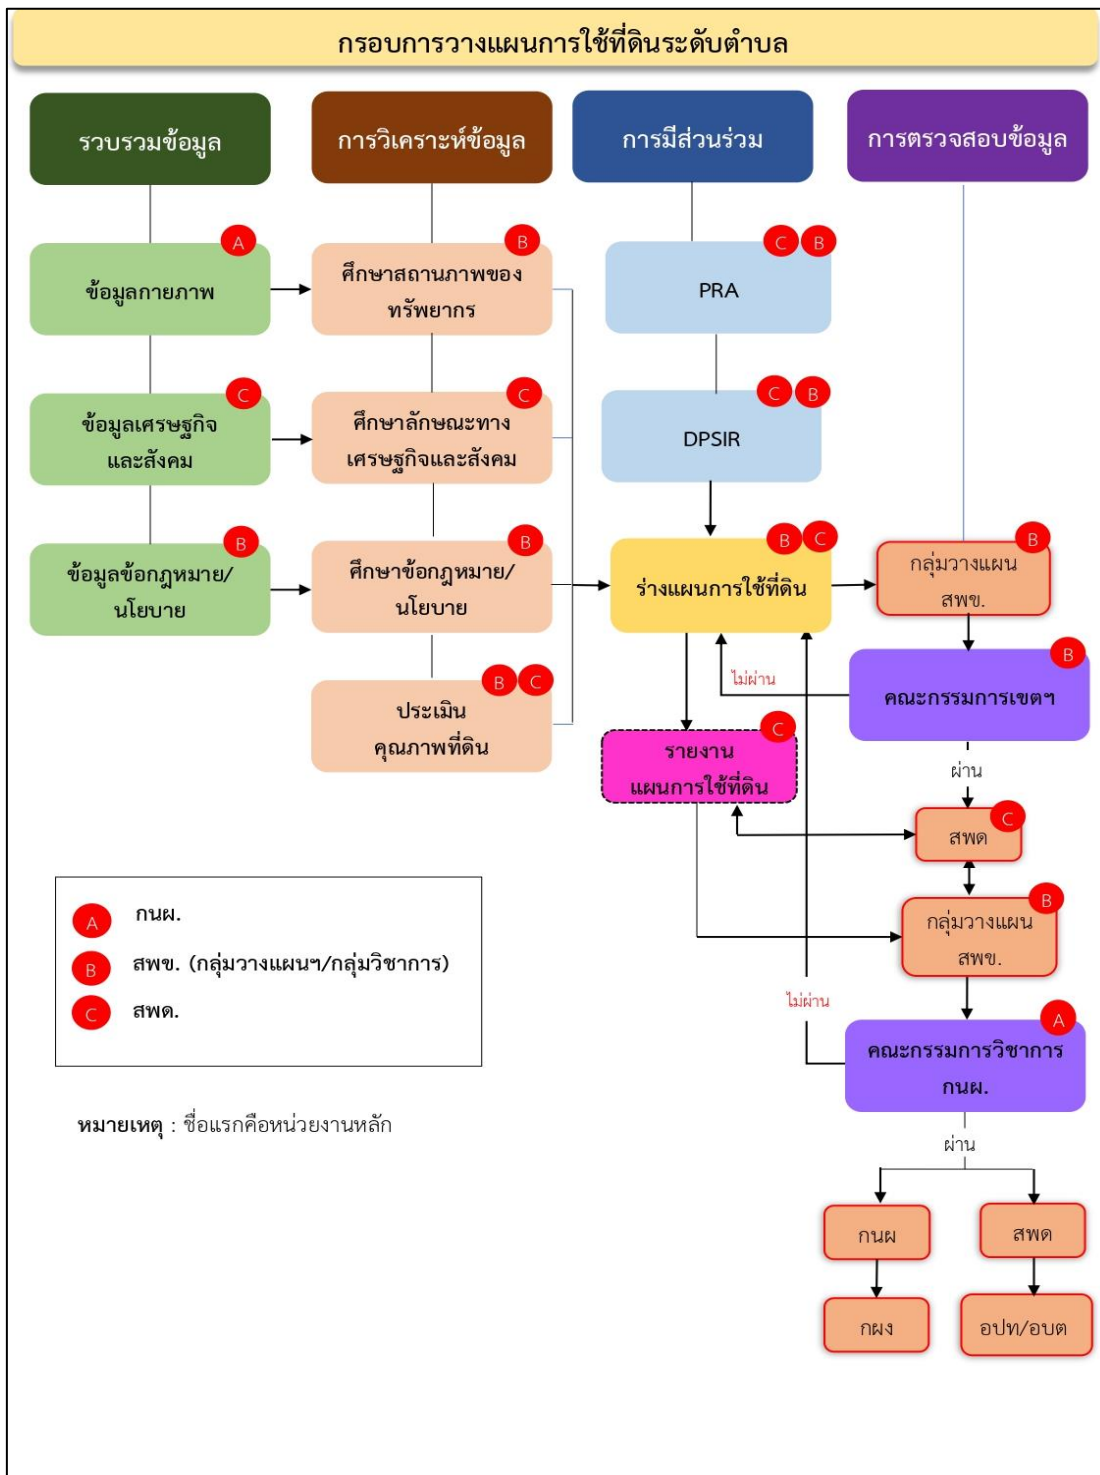 กรอบการวางแผนการใช้ที่ดินระดับตำบล
รวบรวมข้อมูล
การวิเคราะห์ข้อมูล
การมีส่วนร่วม
การตรวจสอบข้อมูล
A
ข้อมูลกายภาพ
B
ศึกษาสถานภาพของ
ทรัพยากร
C B
PRA
C
ข้อมูลเศรษฐกิจ
และสังคม
C
ศึกษาลักษณะทาง
เศรษฐกิจและสังคม
C B
DPSIR
B
ข้อมูลข้อกฎหมาย/
นโยบาย
B
ศึกษาข้อกฎหมาย/
นโยบาย
B C
ร่างแผนการใช้ที่ดิน
B
กลุ่มวางแผน
สพข.
B C
ประเมิน
คุณภาพที่ดิน
ไม่ผ่าน
B
คณะกรรมการเขตฯ
C
รายงาน
แผนการใช้ที่ดิน
ผ่าน
C
สพด
B
กลุ่มวางแผน
สพข.
A กนผ.
B สพข. (กลุ่มวางแผนฯ/กลุ่มวิชาการ)
C สพด.
ไม่ผ่าน
A
คณะกรรมการวิชาการ
กนผ.
หมายเหตุ : ชื่อแรกคือหน่วยงานหลัก
ผ่าน
กนผ
สพด
กผง
อปท/อบต